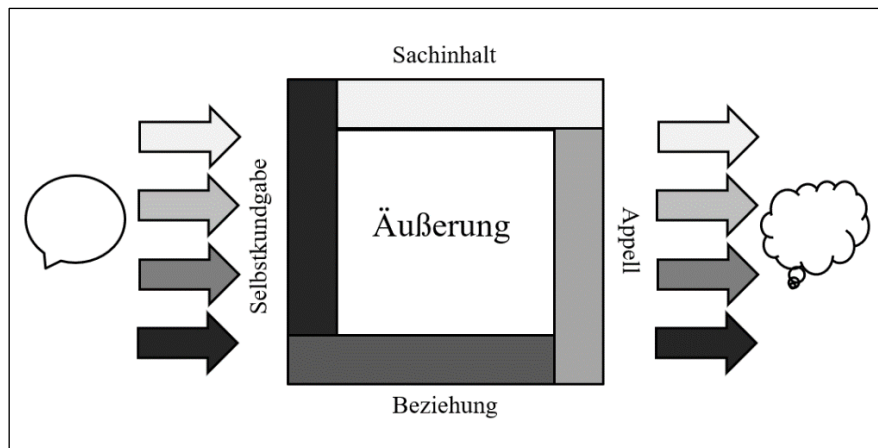 Sachinhalt
Selbstkundgabe
Äußerung
Appell
Beziehung